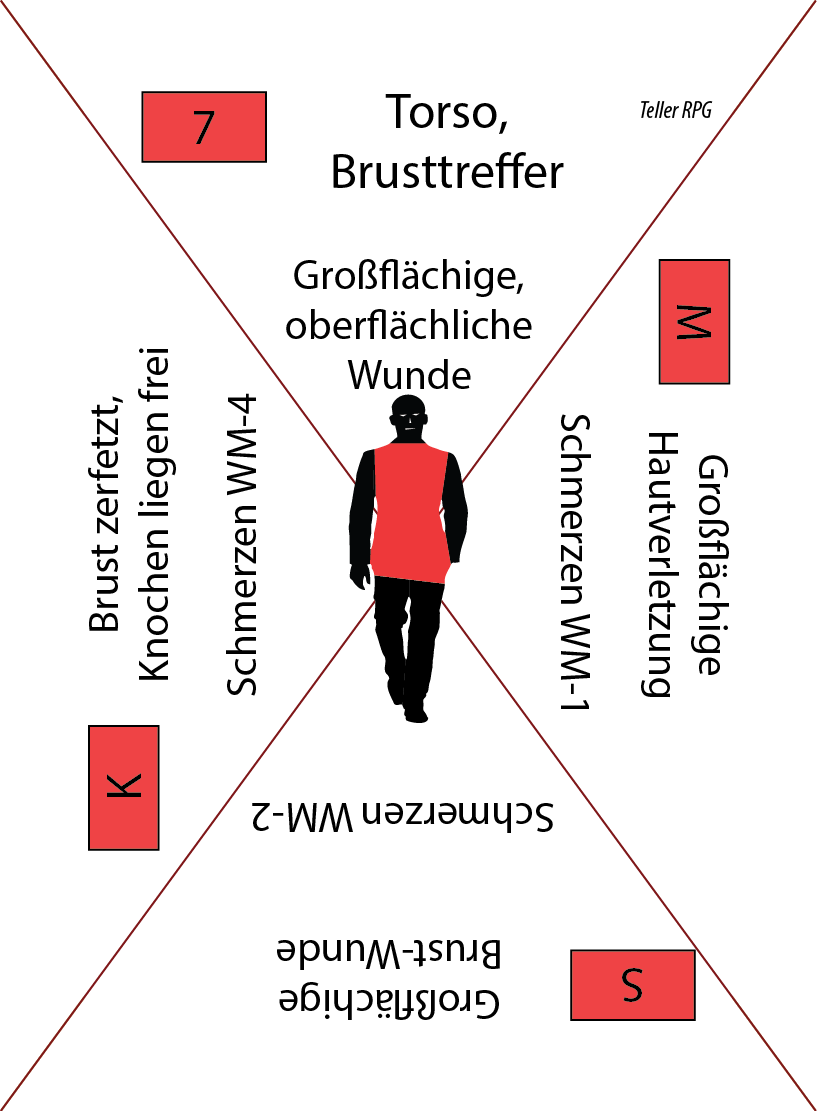 7
Torso,
Brusttreffer
Teller RPG
Großflächige,
oberflächliche
Wunde
M
Großflächige
Hautverletzung
Schmerzen WM-1
S
Großflächige
Brust-Wunde
Schmerzen WM-2
K
Brust zerfetzt,
Knochen liegen frei
Schmerzen WM-4